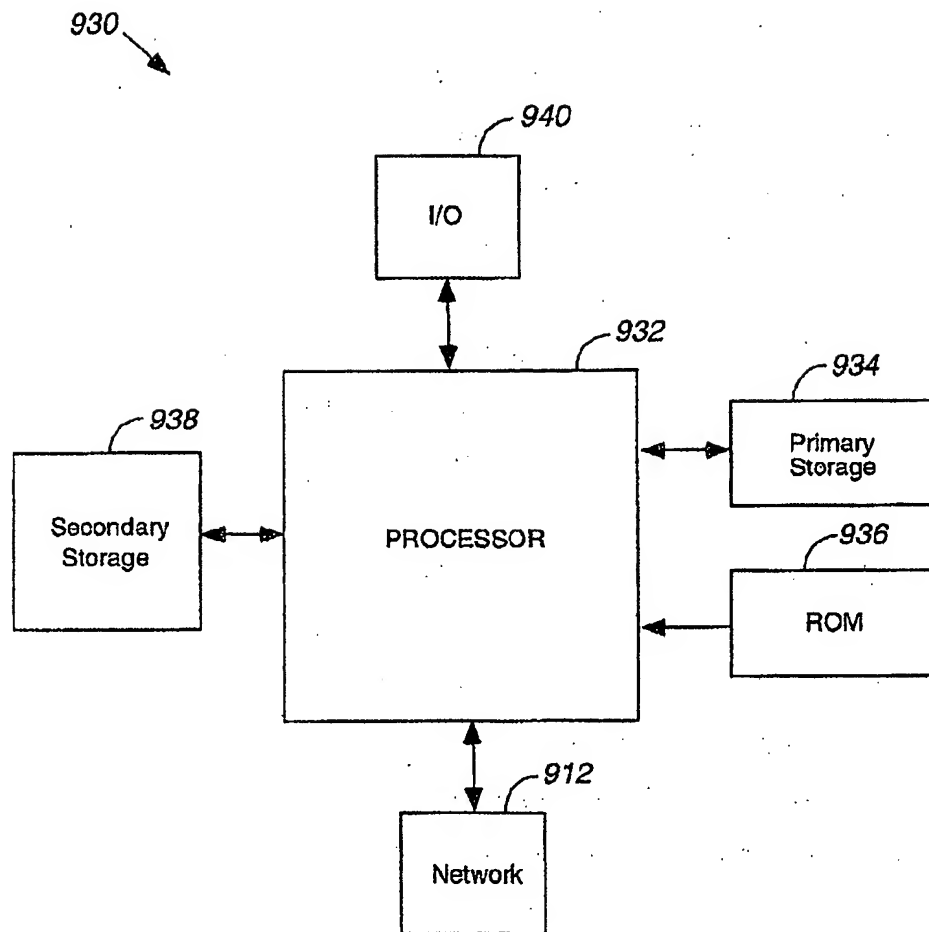 930
940
I/O
932
934
938
Primary
Storage
Secondary
Storage
PROCESSOR
936
ROM
912
Network